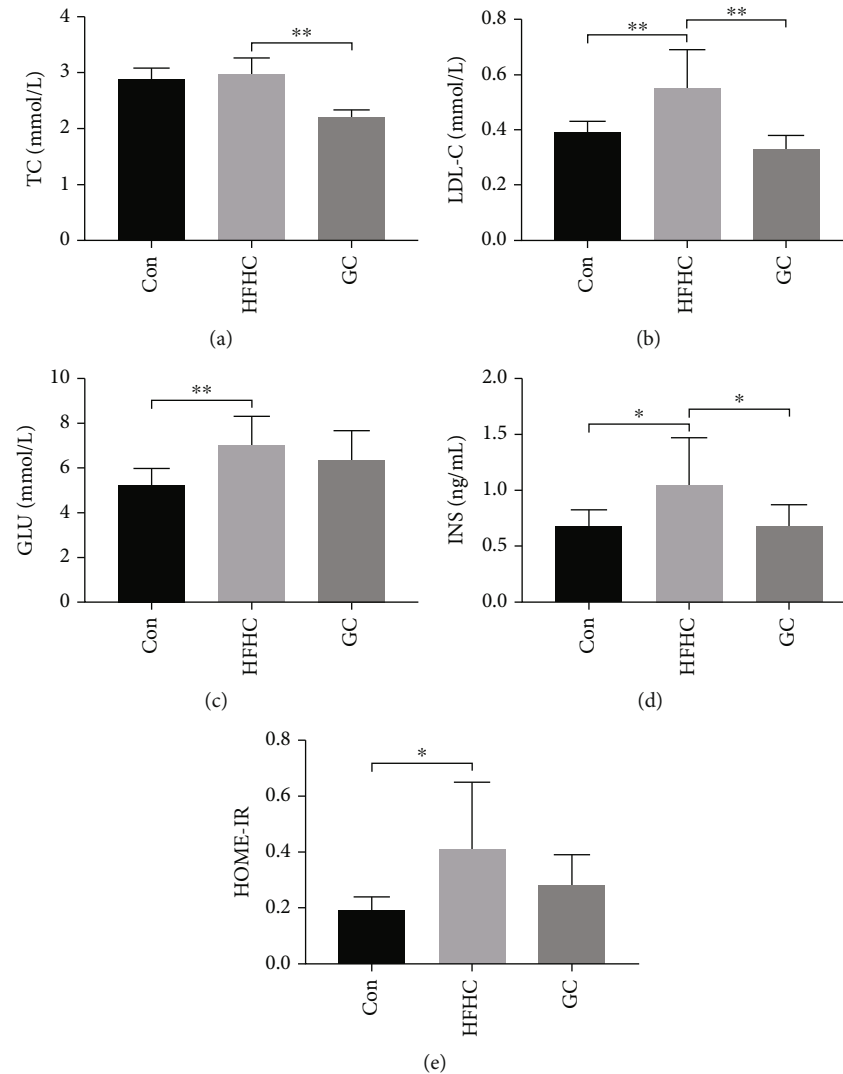 TC (mmol/L)
4
3
2
1
0
**
Con
HFHC
GC
(a)
LDL-C (mmol/L)
0.8
0.6
0.4
0.2
0.0
**
**
Con
HFHC
GC
(b)
GLU (mmol/L)
10
8
6
4
2
0
**
Con
HFHC
GC
(c)
INS (ng/mL)
2.0
1.5
1.0
0.5
0.0
*
*
Con
HFHC
GC
(d)
HOME-IR
0.8
0.6
0.4
0.2
0.0
*
Con
HFHC
GC
(e)